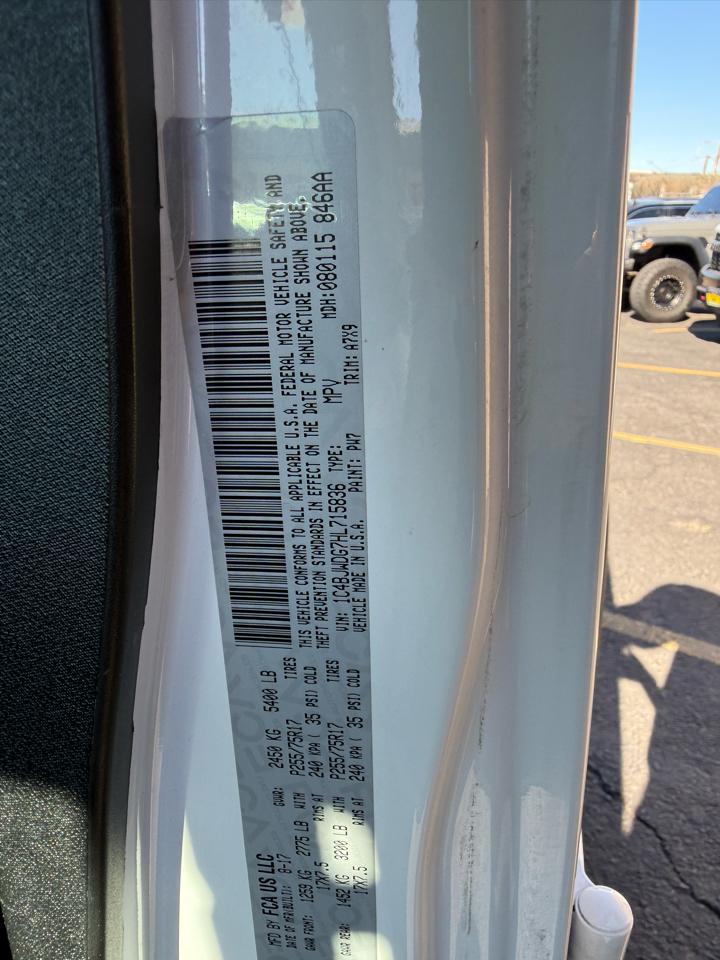 MFD BY FCA US LLC
DATE OF MFR(BUILT): 8-17 GVWR: 2450 KG 5400 LB
GAWR FRONT: 1259 KG 2775 LB WITH P255/75R17 TIRES
17X7.5 RIMS AT 240 KPA ( 35 PSI) COLD
GAWR REAR: 1452 KG 3200 LB WITH P255/75R17 TIRES
17X7.5 RIMS AT 240 KPA ( 35 PSI) COLD
THIS VEHICLE CONFORMS TO ALL APPLICABLE U.S.A. FEDERAL MOTOR VEHICLE SAFETY AND
THEFT PREVENTION STANDARDS IN EFFECT ON THE DATE OF MANUFACTURE SHOWN ABOVE.
VIN: 1C4BJWDG7HL715836 TYPE: MPV MDH:080115 846AA
VEHICLE MADE IN U.S.A. PAINT: PW7 TRIM: A7X9